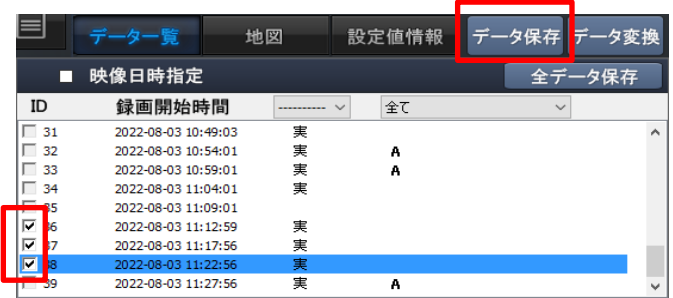 データ一覧 地図 設定値情報 データ保存 データ変換
■ 映像日時指定 全データ保存
ID 録画開始時間 ---------- 全て
31 2022-08-03 10:49:03 実
32 2022-08-03 10:54:01 実 A
33 2022-08-03 10:59:01 実 A
34 2022-08-03 11:04:01 実
35 2022-08-03 11:09:01
36 2022-08-03 11:12:59 実
37 2022-08-03 11:17:56 実
38 2022-08-03 11:22:56 実
39 2022-08-03 11:27:56 実 A